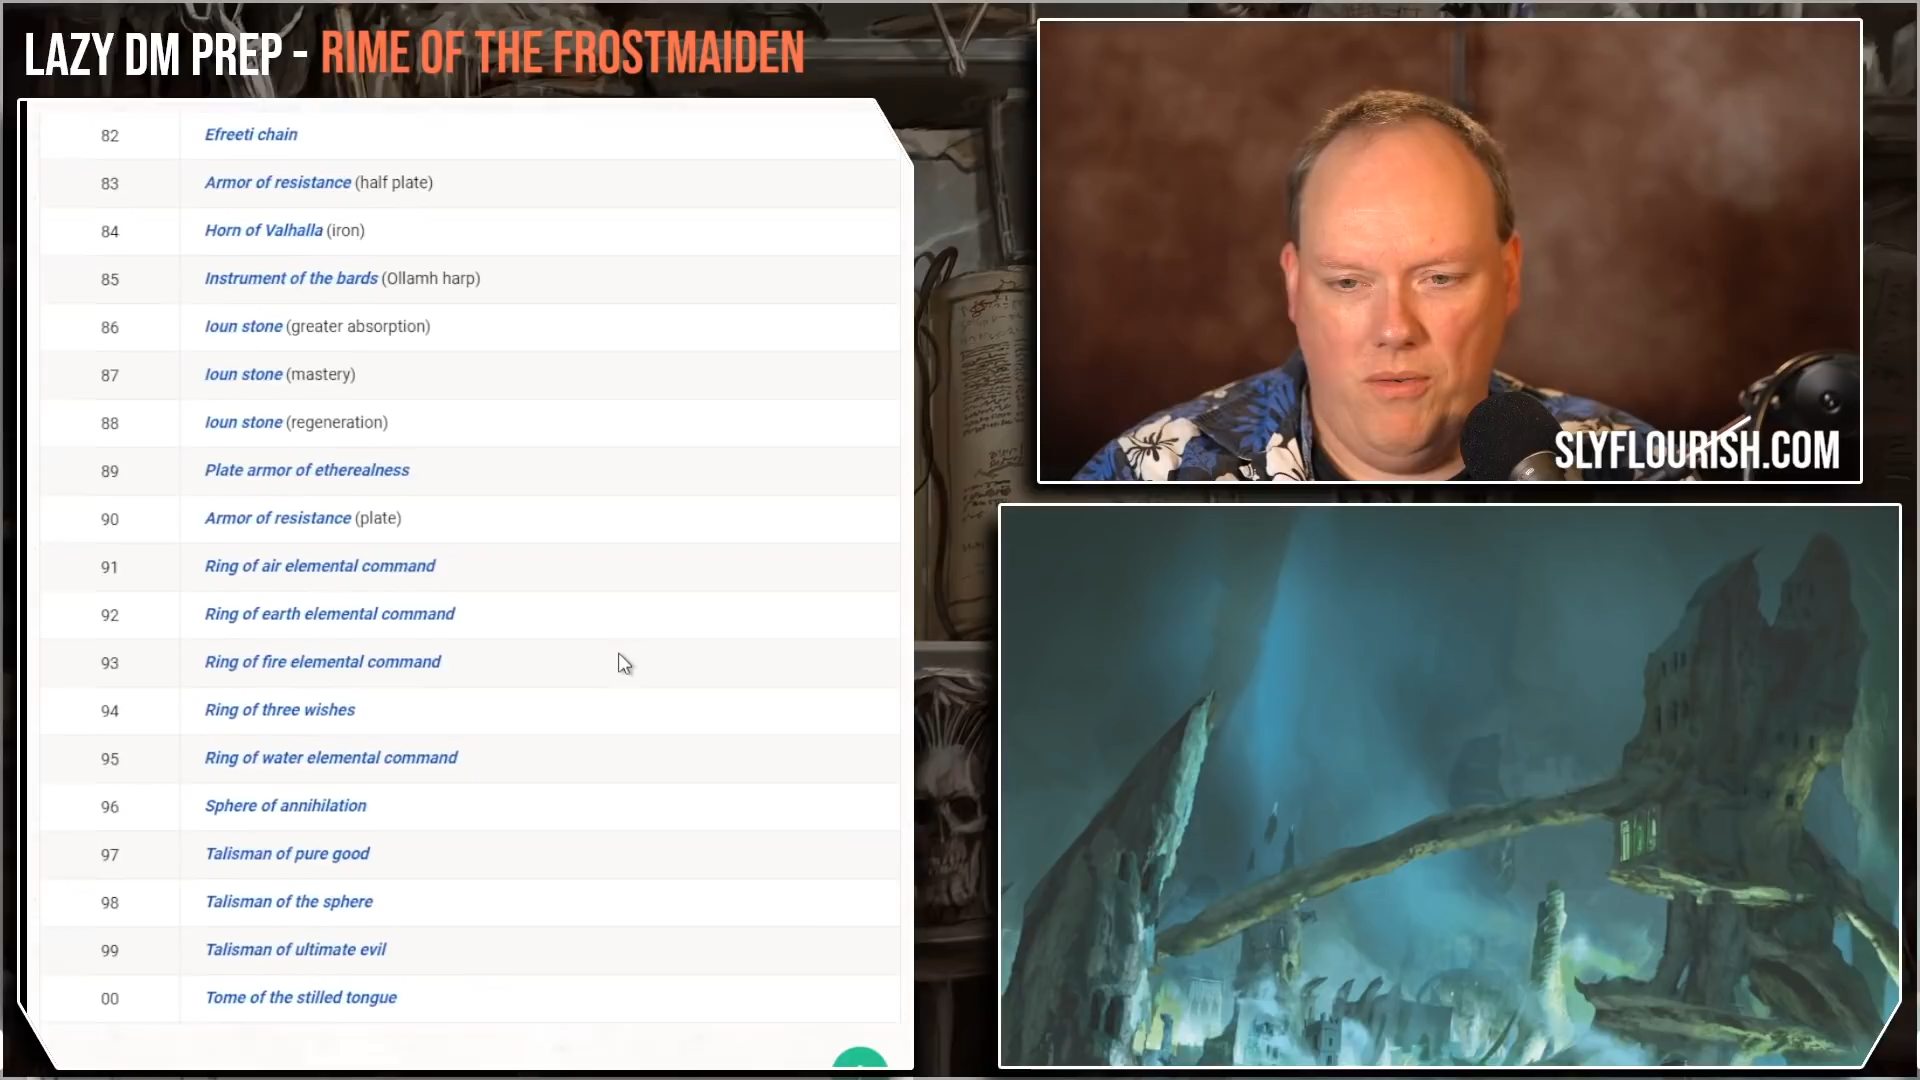 LAZY DM PREP - RIME OF THE FROSTMAIDEN
82 Efreeti chain
83 Armor of resistance (half plate)
84 Horn of Valhalla (iron)
85 Instrument of the bards (Ollamh harp)
86 Ioun stone (greater absorption)
87 Ioun stone (mastery)
88 Ioun stone (regeneration)
89 Plate armor of etherealness
90 Armor of resistance (plate)
91 Ring of air elemental command
92 Ring of earth elemental command
93 Ring of fire elemental command
94 Ring of three wishes
95 Ring of water elemental command
96 Sphere of annihilation
97 Talisman of pure good
98 Talisman of the sphere
99 Talisman of ultimate evil
00 Tome of the stilled tongue
SLYFLOURISH.COM